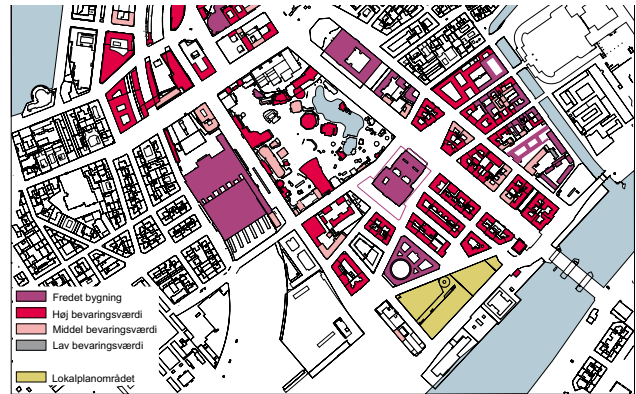 Fredet bygning
Høj bevaringsværdi
Middel bevaringsværdi
Lav bevaringsværdi
Lokalplanområdet